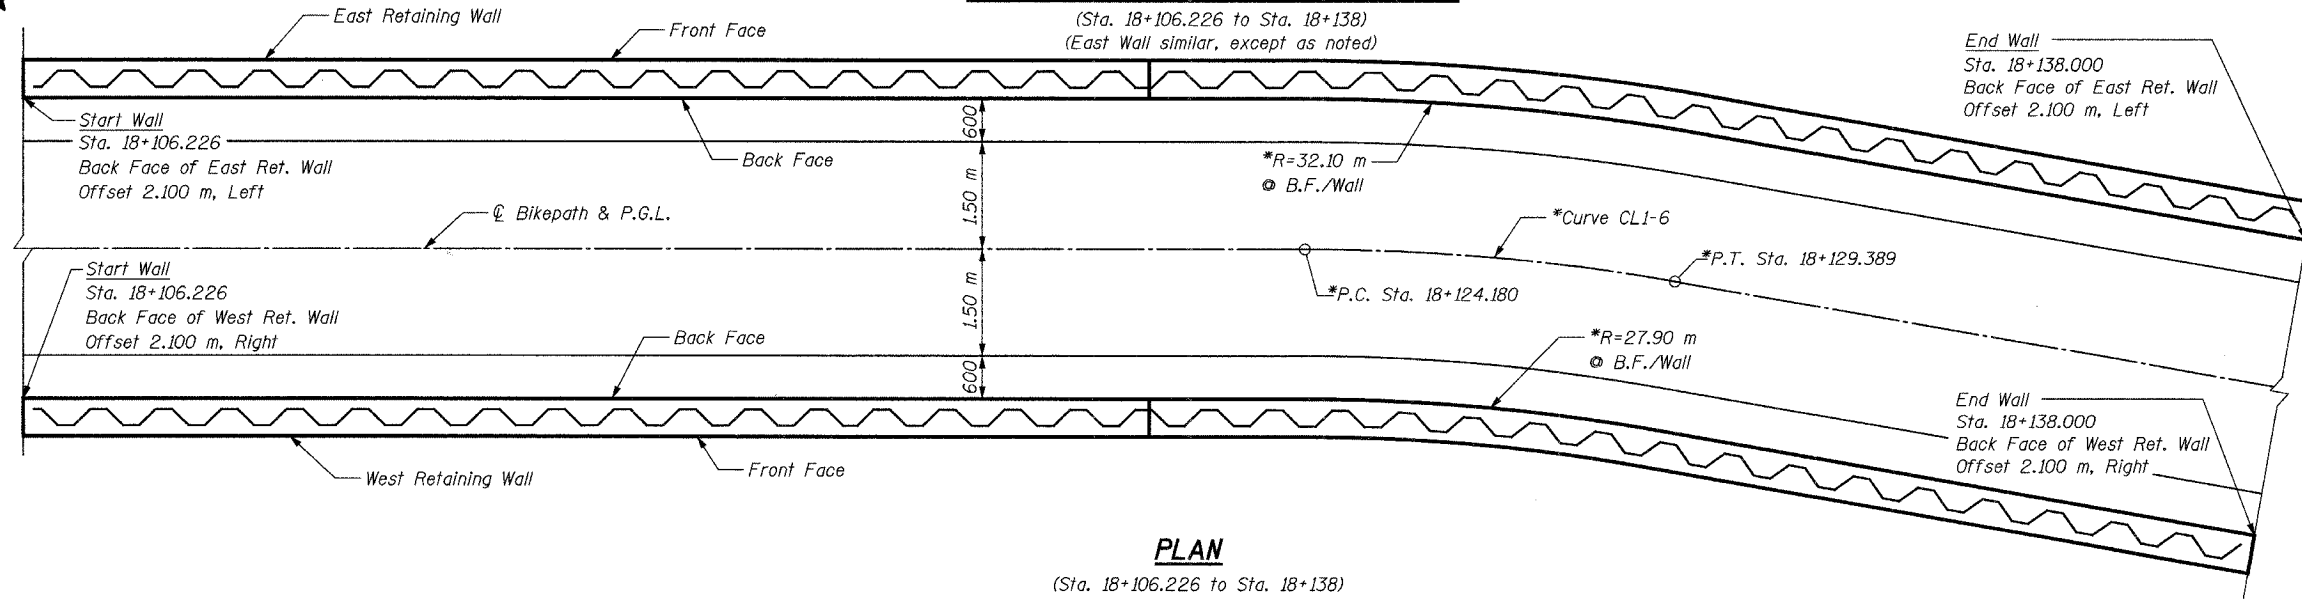 (Sta. 18+106.226 to Sta. 18+138)
(East Wall similar, except as noted)
East Retaining Wall
Front Face
End Wall
Sta. 18+138.000
Back Face of East Ret. Wall
Offset 2.100 m, Left
Start Wall
Sta. 18+106.226
Back Face of East Ret. Wall
Offset 2.100 m, Left
Back Face
600
1.50 m
1.50 m
600
*R=32.10 m
@ B.F./Wall
℄ Bikepath & P.G.L.
*Curve CL1-6
*P.T. Sta. 18+129.389
*P.C. Sta. 18+124.180
Start Wall
Sta. 18+106.226
Back Face of West Ret. Wall
Offset 2.100 m, Right
Back Face
*R=27.90 m
@ B.F./Wall
End Wall
Sta. 18+138.000
Back Face of West Ret. Wall
Offset 2.100 m, Right
West Retaining Wall
Front Face
PLAN
(Sta. 18+106.226 to Sta. 18+138)